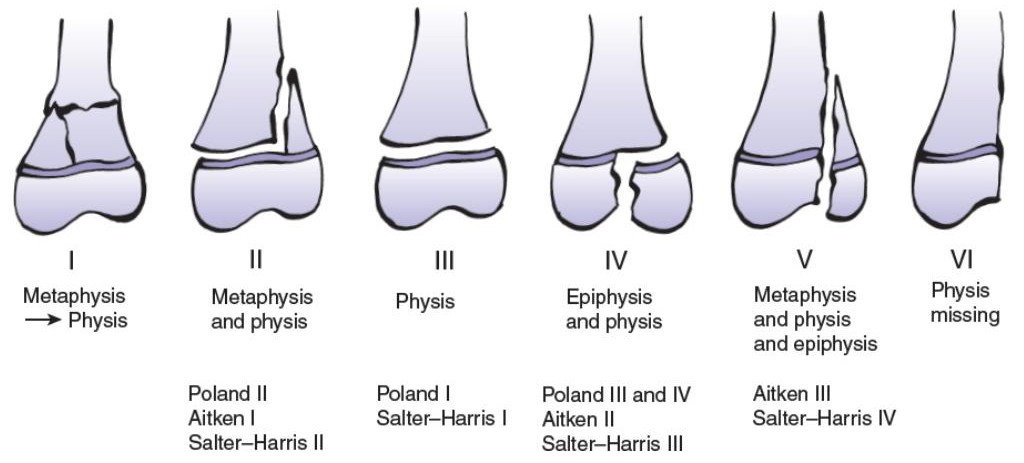 I
Metaphysis
→ Physis
II
Metaphysis
and physis
Poland II
Aitken I
Salter–Harris II
III
Physis
Poland I
Salter–Harris I
IV
Epiphysis
and physis
Poland III and IV
Aitken II
Salter–Harris III
V
Metaphysis
and physis
and epiphysis
Aitken III
Salter–Harris IV
VI
Physis
missing